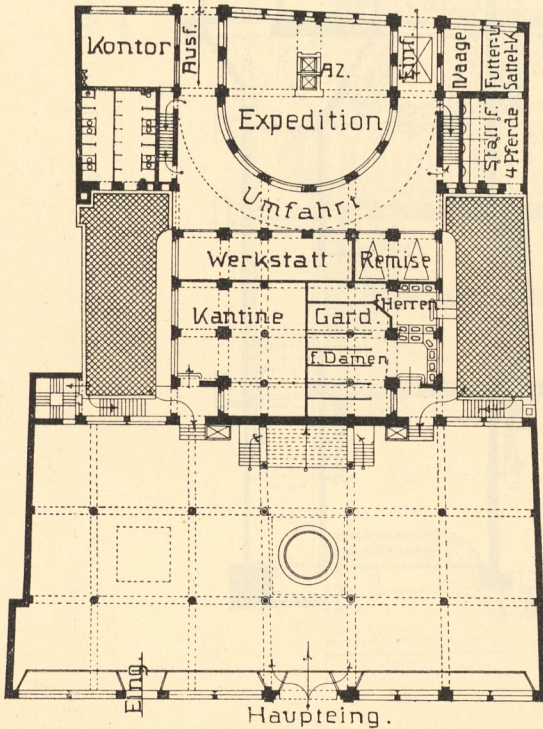 Kontor
Ausf.
AZ.
Einf.
Waage
Futter-u.
Sattel-K.
Expedition
Stall f.
4 Pferde
Umfahrt
Werkstatt
Remise
Kantine
Gard.
f. Herren
f. Damen
Eing.
Haupteing.